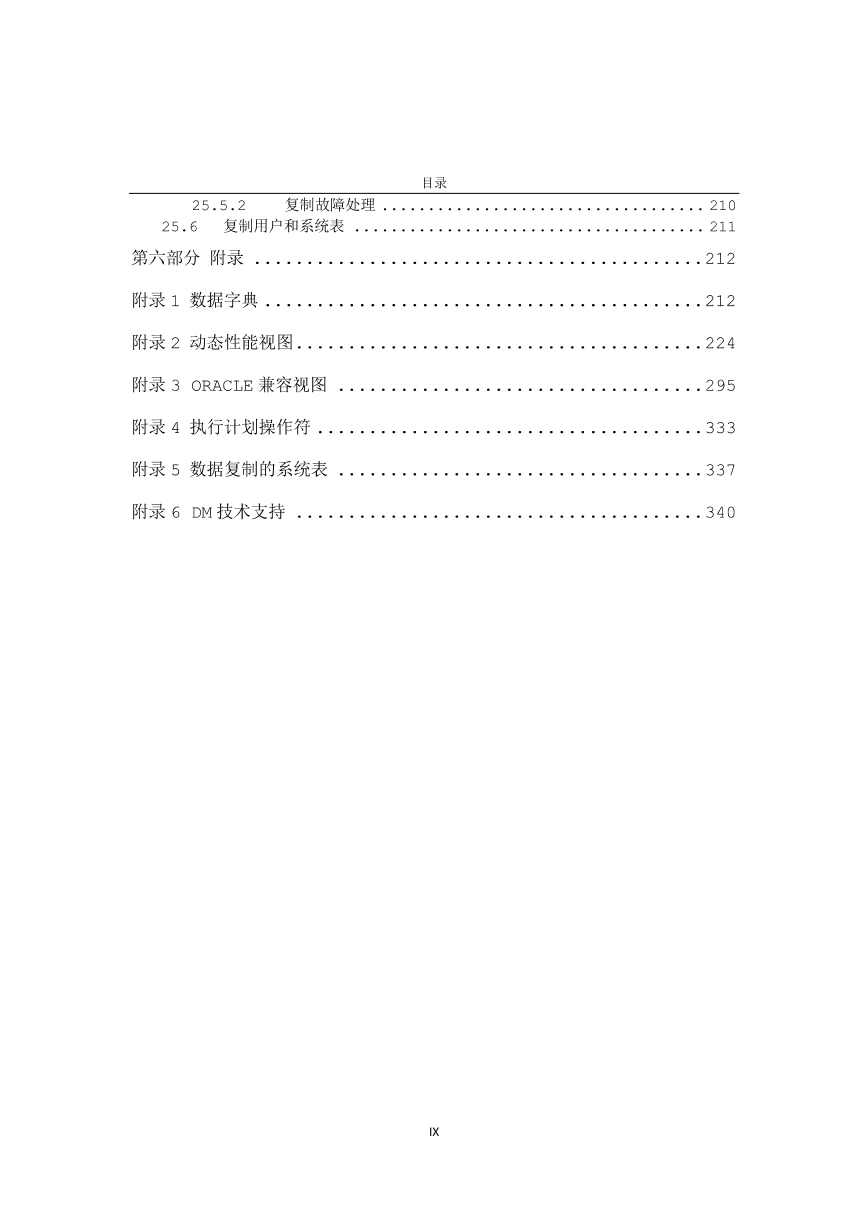 目录
25.5.2 复制故障处理 ................................... 210
25.6 复制用户和系统表 ...................................... 211
第六部分 附录 ...........................................212
附录 1 数据字典 ..........................................212
附录 2 动态性能视图.......................................224
附录 3 ORACLE 兼容视图 ...................................295
附录 4 执行计划操作符 .....................................333
附录 5 数据复制的系统表 ...................................337
附录 6 DM 技术支持 .......................................340
IX